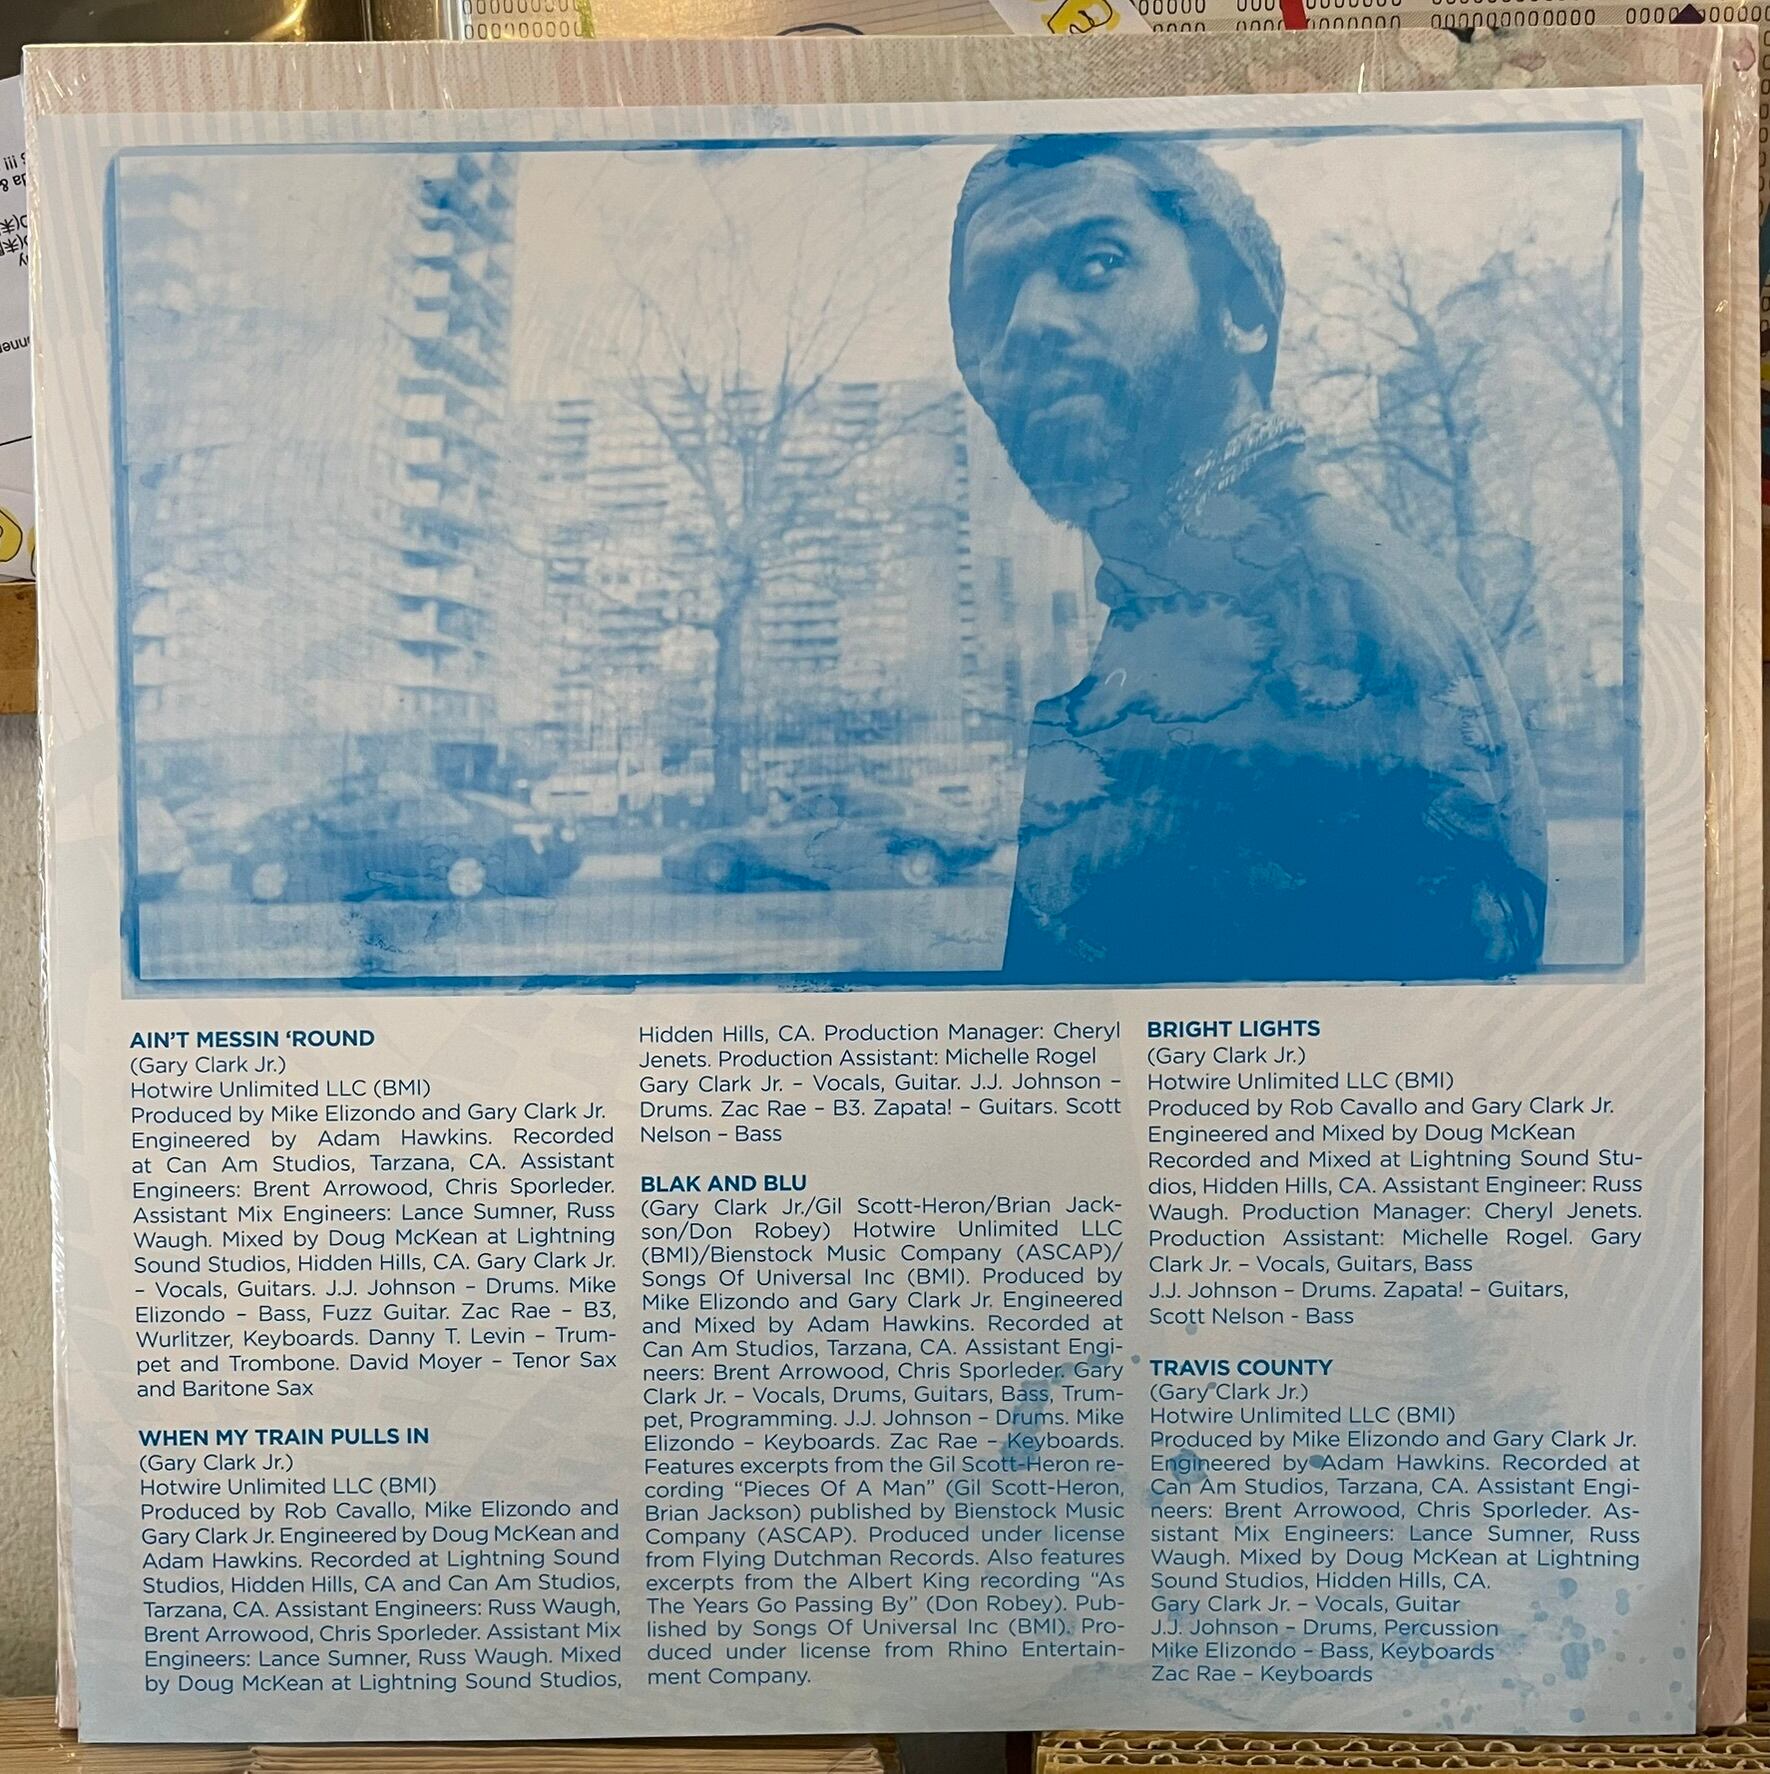 AIN'T MESSIN 'ROUND
(Gary Clark Jr.)
Hotwire Unlimited LLC (BMI)
Produced by Mike Elizondo and Gary Clark Jr.
Engineered by Adam Hawkins. Recorded
at Can Am Studios, Tarzana, CA. Assistant
Engineers: Brent Arrowood, Chris Sporleder.
Assistant Mix Engineers: Lance Sumner, Russ
Waugh. Mixed by Doug McKean at Lightning
Sound Studios, Hidden Hills, CA. Gary Clark Jr.
– Vocals, Guitars. J.J. Johnson – Drums. Mike
Elizondo – Bass, Fuzz Guitar. Zac Rae – B3,
Wurlitzer, Keyboards. Danny T. Levin – Trum-
pet and Trombone. David Moyer – Tenor Sax
and Baritone Sax
WHEN MY TRAIN PULLS IN
(Gary Clark Jr.)
Hotwire Unlimited LLC (BMI)
Produced by Rob Cavallo, Mike Elizondo and
Gary Clark Jr. Engineered by Doug McKean and
Adam Hawkins. Recorded at Lightning Sound
Studios, Hidden Hills, CA and Can Am Studios,
Tarzana, CA. Assistant Engineers: Russ Waugh,
Brent Arrowood, Chris Sporleder. Assistant Mix
Engineers: Lance Sumner, Russ Waugh. Mixed
by Doug McKean at Lightning Sound Studios,
Hidden Hills, CA. Production Manager: Cheryl
Jenets. Production Assistant: Michelle Rogel
Gary Clark Jr. – Vocals, Guitar. J.J. Johnson –
Drums. Zac Rae – B3. Zapata! – Guitars. Scott
Nelson – Bass
BLAK AND BLU
(Gary Clark Jr./Gil Scott-Heron/Brian Jack-
son/Don Robey) Hotwire Unlimited LLC
(BMI)/Bienstock Music Company (ASCAP)/
Songs Of Universal Inc (BMI). Produced by
Mike Elizondo and Gary Clark Jr. Engineered
and Mixed by Adam Hawkins. Recorded at
Can Am Studios, Tarzana, CA. Assistant Engi-
neers: Brent Arrowood, Chris Sporleder. Gary
Clark Jr. – Vocals, Drums, Guitars, Bass, Trum-
pet, Programming. J.J. Johnson – Drums. Mike
Elizondo – Keyboards. Zac Rae – Keyboards.
Features excerpts from the Gil Scott-Heron re-
cording “Pieces Of A Man” (Gil Scott-Heron,
Brian Jackson) published by Bienstock Music
Company (ASCAP). Produced under license
from Flying Dutchman Records. Also features
excerpts from the Albert King recording “As
The Years Go Passing By” (Don Robey). Pub-
lished by Songs Of Universal Inc (BMI). Pro-
duced under license from Rhino Entertain-
ment Company.
BRIGHT LIGHTS
(Gary Clark Jr.)
Hotwire Unlimited LLC (BMI)
Produced by Rob Cavallo and Gary Clark Jr.
Engineered and Mixed by Doug McKean
Recorded and Mixed at Lightning Sound Stu-
dios, Hidden Hills, CA. Assistant Engineer: Russ
Waugh. Production Manager: Cheryl Jenets.
Production Assistant: Michelle Rogel. Gary
Clark Jr. – Vocals, Guitars, Bass
J.J. Johnson – Drums. Zapata! – Guitars,
Scott Nelson - Bass
TRAVIS COUNTY
(Gary Clark Jr.)
Hotwire Unlimited LLC (BMI)
Produced by Mike Elizondo and Gary Clark Jr.
Engineered by Adam Hawkins. Recorded at
Can Am Studios, Tarzana, CA. Assistant Engi-
neers: Brent Arrowood, Chris Sporleder. As-
sistant Mix Engineers: Lance Sumner, Russ
Waugh. Mixed by Doug McKean at Lightning
Sound Studios, Hidden Hills, CA.
Gary Clark Jr. – Vocals, Guitar
J.J. Johnson – Drums, Percussion
Mike Elizondo – Bass, Keyboards
Zac Rae – Keyboards